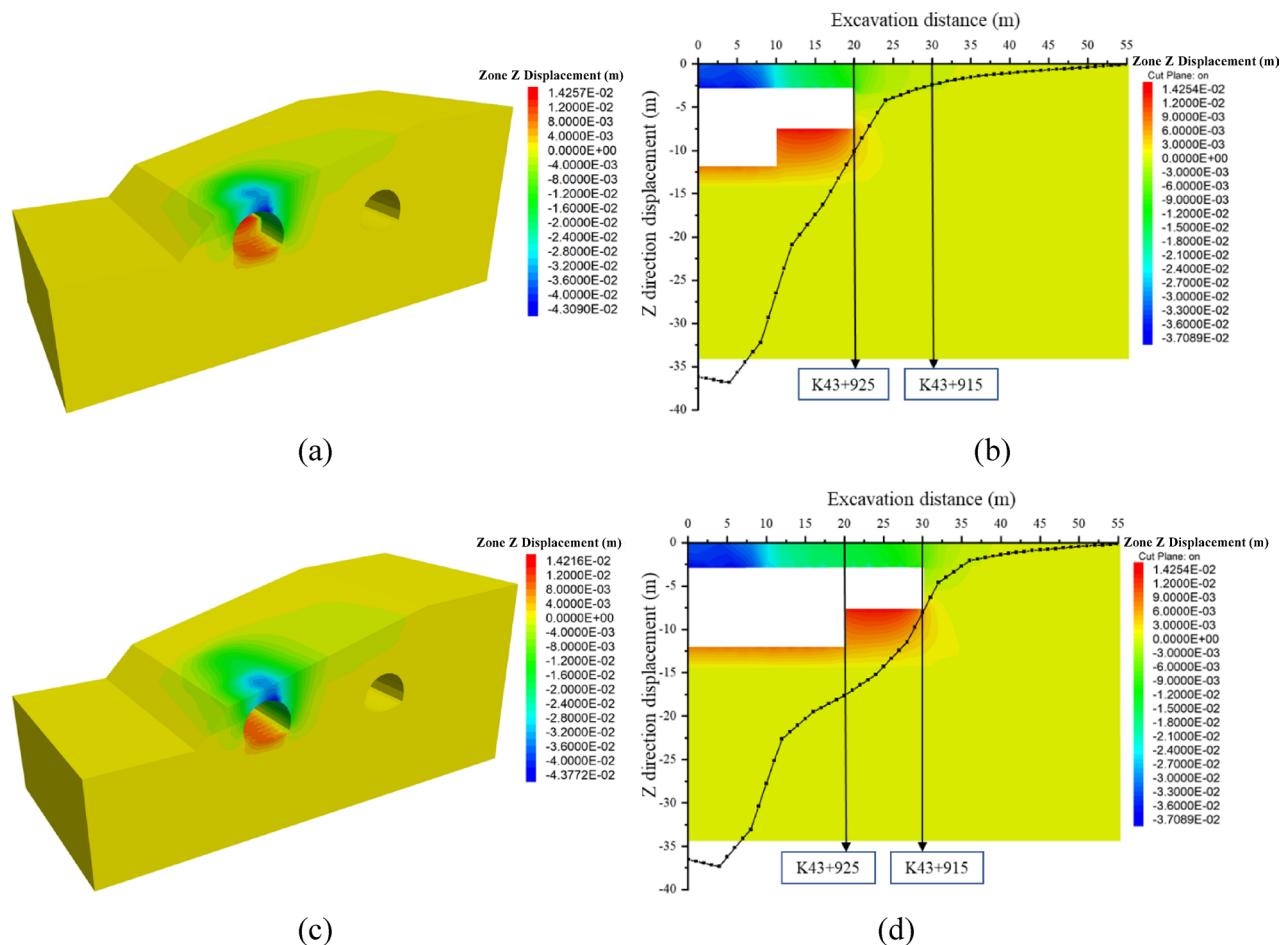 Zone Z Displacement (m)
1.4257E-02
1.2000E-02
8.0000E-03
4.0000E-03
0.0000E+00
-4.0000E-03
-8.0000E-03
-1.2000E-02
-1.6000E-02
-2.0000E-02
-2.4000E-02
-2.8000E-02
-3.2000E-02
-3.6000E-02
-4.0000E-02
-4.3090E-02
(a)
Excavation distance (m)
0 5 10 15 20 25 30 35 40 45 50 55
Z direction displacement (m)
0
-5
-10
-15
-20
-25
-30
-35
-40
K43+925
K43+915
Zone Z Displacement (m)
Cut Plane: on
1.4254E-02
1.2000E-02
9.0000E-03
6.0000E-03
3.0000E-03
0.0000E+00
-3.0000E-03
-6.0000E-03
-9.0000E-03
-1.2000E-02
-1.5000E-02
-1.8000E-02
-2.1000E-02
-2.4000E-02
-2.7000E-02
-3.0000E-02
-3.3000E-02
-3.6000E-02
-3.7089E-02
(b)
Zone Z Displacement (m)
1.4216E-02
1.2000E-02
8.0000E-03
4.0000E-03
0.0000E+00
-4.0000E-03
-8.0000E-03
-1.2000E-02
-1.6000E-02
-2.0000E-02
-2.4000E-02
-2.8000E-02
-3.2000E-02
-3.6000E-02
-4.0000E-02
-4.3772E-02
(c)
Excavation distance (m)
0 5 10 15 20 25 30 35 40 45 50 55
Z direction displacement (m)
0
-5
-10
-15
-20
-25
-30
-35
-40
K43+925
K43+915
Zone Z Displacement (m)
Cut Plane: on
1.4254E-02
1.2000E-02
9.0000E-03
6.0000E-03
3.0000E-03
0.0000E+00
-3.0000E-03
-6.0000E-03
-9.0000E-03
-1.2000E-02
-1.5000E-02
-1.8000E-02
-2.1000E-02
-2.4000E-02
-2.7000E-02
-3.0000E-02
-3.3000E-02
-3.6000E-02
-3.7089E-02
(d)